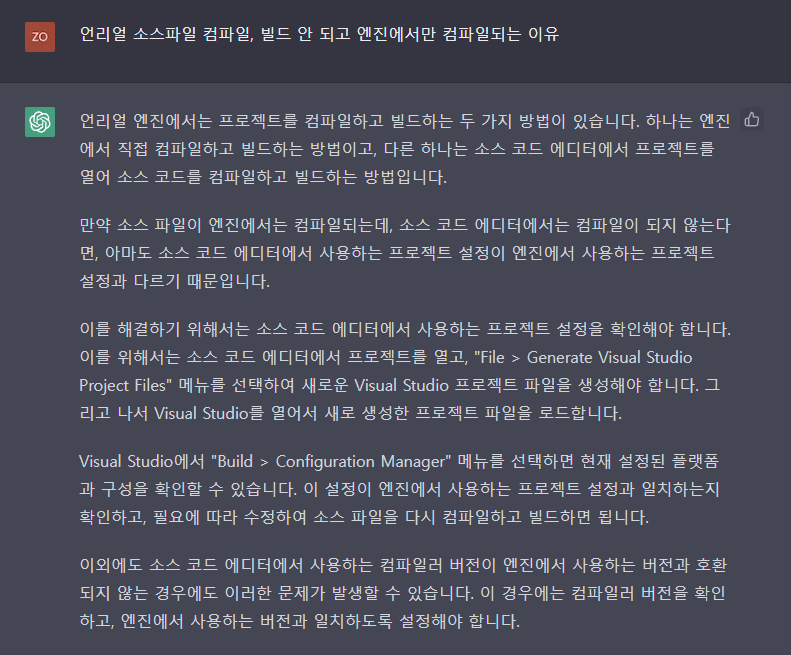 ZO
언리얼 소스파일 컴파일, 빌드 안 되고 엔진에서만 컴파일되는 이유
언리얼 엔진에서는 프로젝트를 컴파일하고 빌드하는 두 가지 방법이 있습니다. 하나는 엔진
에서 직접 컴파일하고 빌드하는 방법이고, 다른 하나는 소스 코드 에디터에서 프로젝트를
열어 소스 코드를 컴파일하고 빌드하는 방법입니다.
만약 소스 파일이 엔진에서는 컴파일되는데, 소스 코드 에디터에서는 컴파일이 되지 않는다
면, 아마도 소스 코드 에디터에서 사용하는 프로젝트 설정이 엔진에서 사용하는 프로젝트
설정과 다르기 때문입니다.
이를 해결하기 위해서는 소스 코드 에디터에서 사용하는 프로젝트 설정을 확인해야 합니다.
이를 위해서는 소스 코드 에디터에서 프로젝트를 열고, "File > Generate Visual Studio
Project Files" 메뉴를 선택하여 새로운 Visual Studio 프로젝트 파일을 생성해야 합니다. 그
리고 나서 Visual Studio를 열어서 새로 생성한 프로젝트 파일을 로드합니다.
Visual Studio에서 "Build > Configuration Manager" 메뉴를 선택하면 현재 설정된 플랫폼
과 구성을 확인할 수 있습니다. 이 설정이 엔진에서 사용하는 프로젝트 설정과 일치하는지
확인하고, 필요에 따라 수정하여 소스 파일을 다시 컴파일하고 빌드하면 됩니다.
이외에도 소스 코드 에디터에서 사용하는 컴파일러 버전이 엔진에서 사용하는 버전과 호환
되지 않는 경우에도 이러한 문제가 발생할 수 있습니다. 이 경우에는 컴파일러 버전을 확인
하고, 엔진에서 사용하는 버전과 일치하도록 설정해야 합니다.